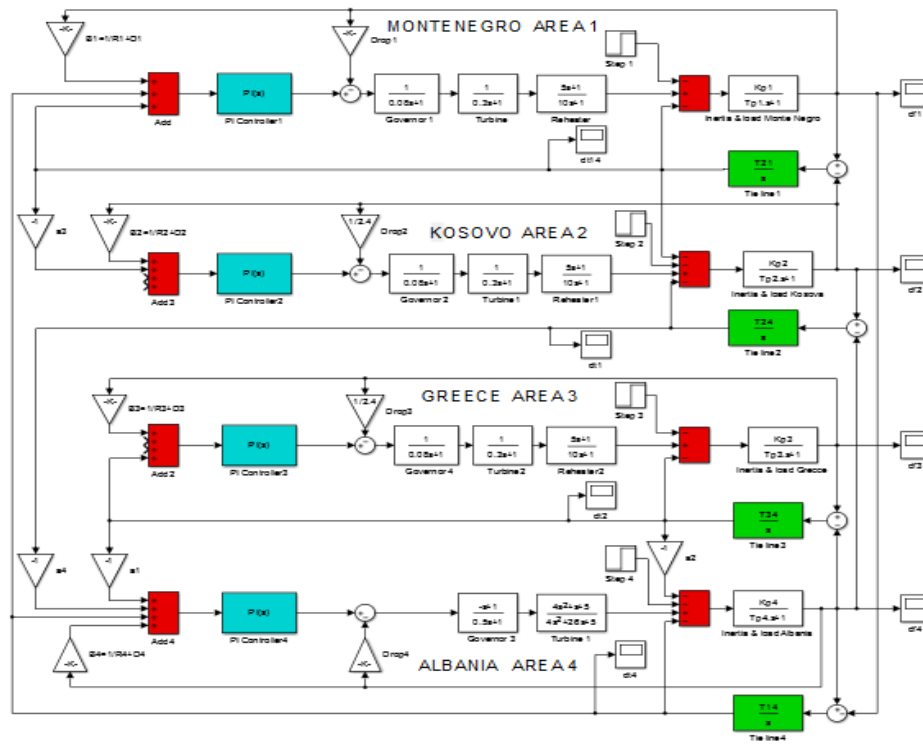 MONTENEGRO AREA 1
-K-
B1=1/R1+D1
-K-
Drop1
Step 1
Add
PI(s)
PI Controller1
1
0.08s+1
Governor 1
1
0.3s+1
Turbine
5s+1
10s+1
Reheater
Kp1
Tp1.s+1
Inertia & load Monte Negro
df1
dt14
T21
s
Tie line1
-1
a3
-K-
B2=1/R2+D2
1/2.4
Drop2
KOSOVO AREA 2
Step 2
Add3
PI(s)
PI Controller2
1
0.08s+1
Governor2
1
0.3s+1
Turbine1
5s+1
10s+1
Reheater1
Kp2
Tp2.s+1
Inertia & load Kosova
df2
T24
s
Tie line2
dt1
-K-
B3=1/R3+D3
1/2.4
Drop3
GREECE AREA 3
Step 3
Add2
PI(s)
PI Controller3
1
0.08s+1
Governor4
1
0.3s+1
Turbine2
5s+1
10s+1
Reheater2
Kp3
Tp3.s+1
Inertia & load Grecce
df3
dt2
T34
s
Tie line3
-1
a4
-1
a1
-1
a2
Step 4
Add4
PI(s)
PI Controller4
-s+1
0.5s+1
Governor 3
4s²+s+5
4s²+26s+5
Turbine 1
Kp4
Tp4.s+1
Inertia & load Albania
df4
-K-
B4=1/R4+D4
-K-
Drop4
ALBANIA AREA 4
dt4
T14
s
Tie line4